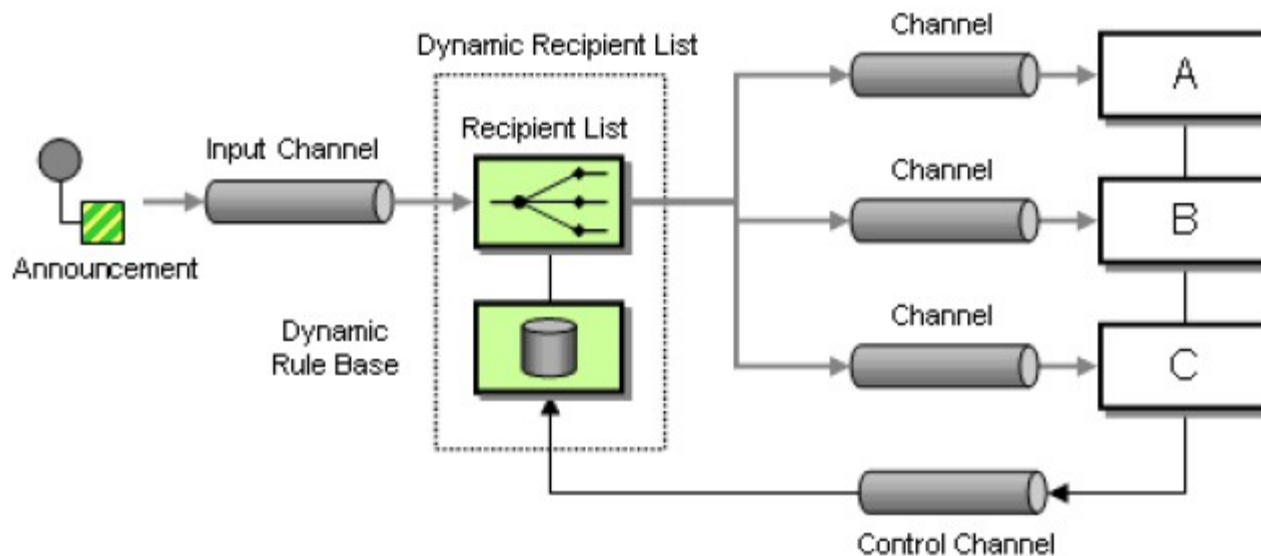 Dynamic Recipient List
Channel
A
Recipient List
Input Channel
Channel
B
Announcement
Channel
Dynamic
Rule Base
C
Control Channel